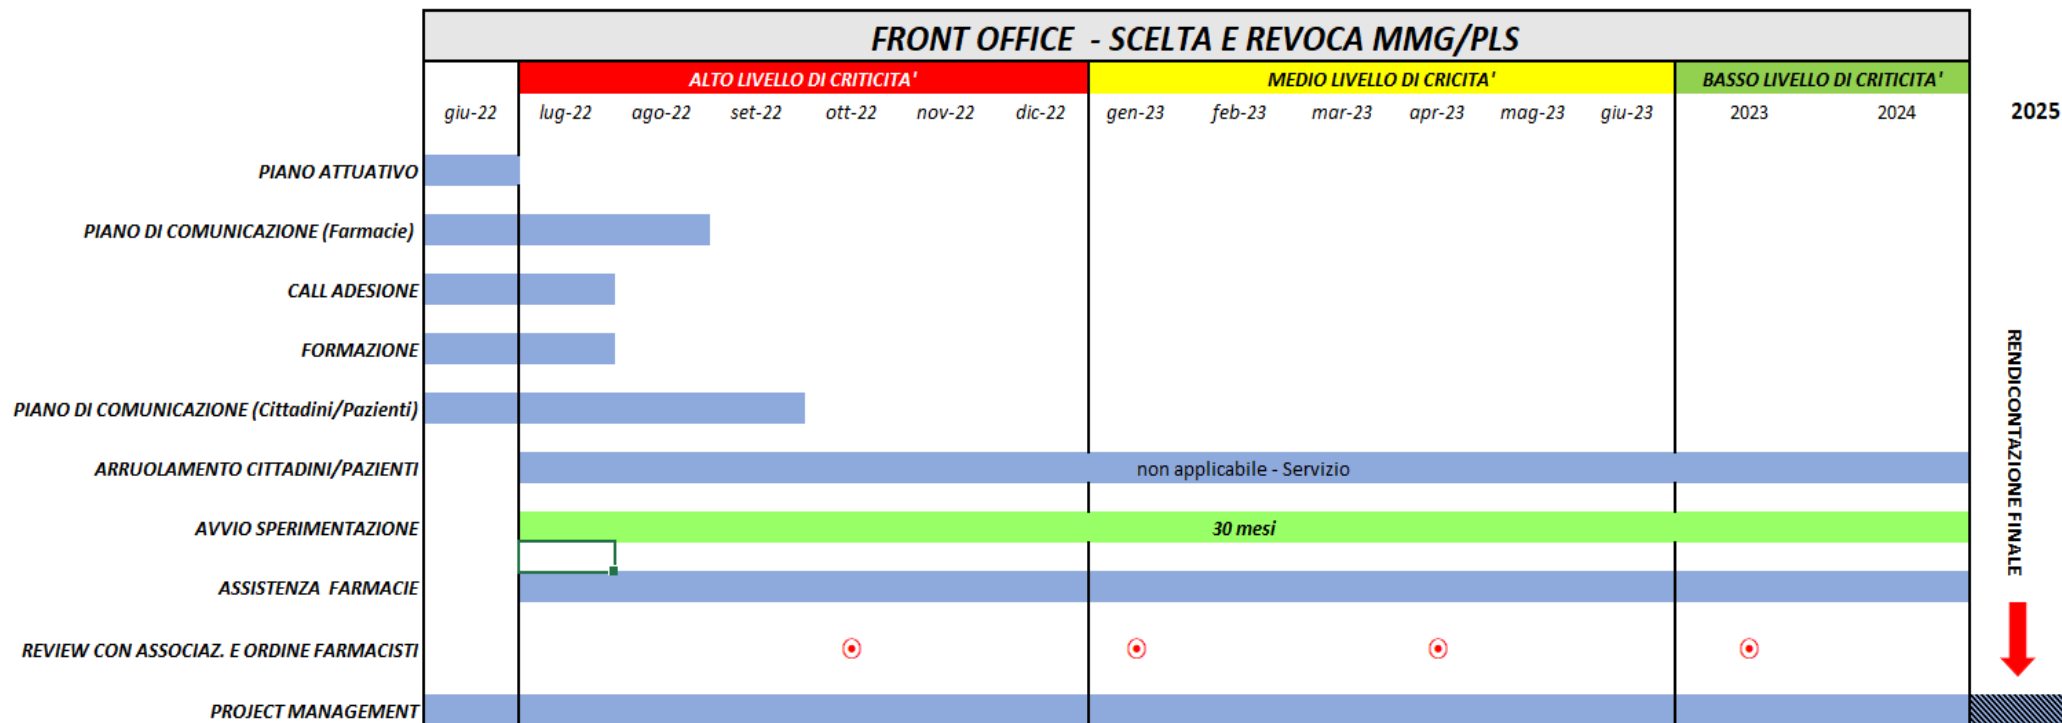 FRONT OFFICE - SCELTA E REVOCA MMG/PLS
ALTO LIVELLO DI CRITICITA' MEDIO LIVELLO DI CRICITA' BASSO LIVELLO DI CRITICITA'
giu-22 lug-22 ago-22 set-22 ott-22 nov-22 dic-22 gen-23 feb-23 mar-23 apr-23 mag-23 giu-23 2023 2024 2025
PIANO ATTUATIVO
PIANO DI COMUNICAZIONE (Farmacie)
CALL ADESIONE
FORMAZIONE
PIANO DI COMUNICAZIONE (Cittadini/Pazienti)
ARRUOLAMENTO CITTADINI/PAZIENTI non applicabile - Servizio
AVVIO SPERIMENTAZIONE 30 mesi
ASSISTENZA FARMACIE
REVIEW CON ASSOCIAZ. E ORDINE FARMACISTI
PROJECT MANAGEMENT
RENDICONTAZIONE FINALE